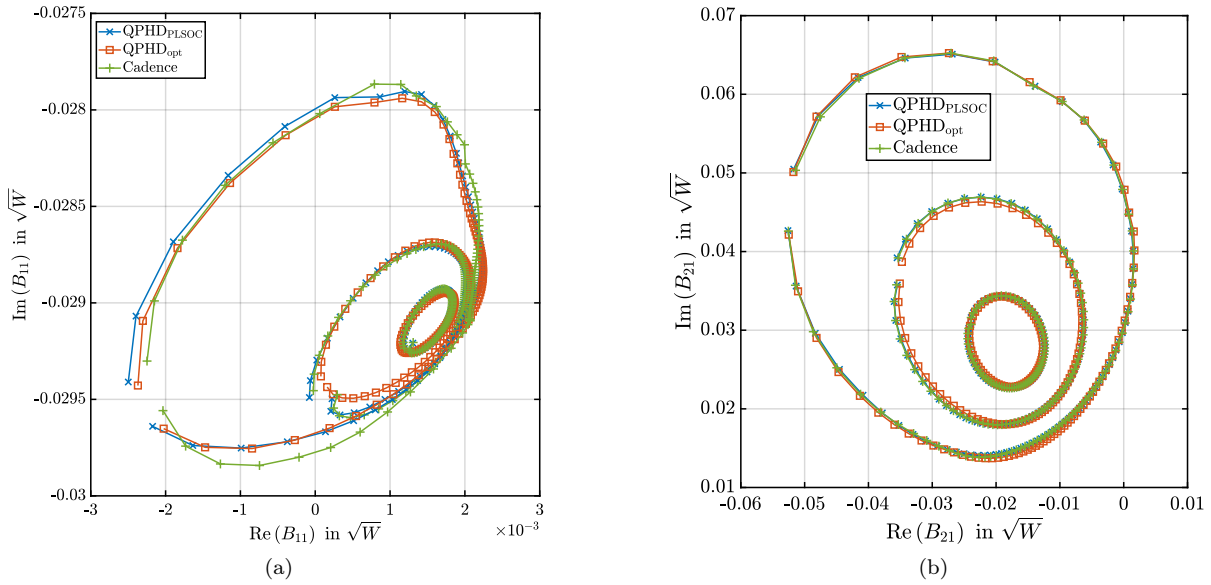 -0.0275
QPHD_PLSOC
QPHD_opt
Cadence
-0.028
-0.0285
-0.029
-0.0295
-0.03
Im (B_11) in √W
-3 -2 -1 0 1 2 3
Re (B_11) in √W
×10^-3
(a)
0.07
0.06
QPHD_PLSOC
QPHD_opt
Cadence
0.05
0.04
0.03
0.02
0.01
Im (B_21) in √W
-0.06 -0.05 -0.04 -0.03 -0.02 -0.01 0 0.01
Re (B_21) in √W
(b)